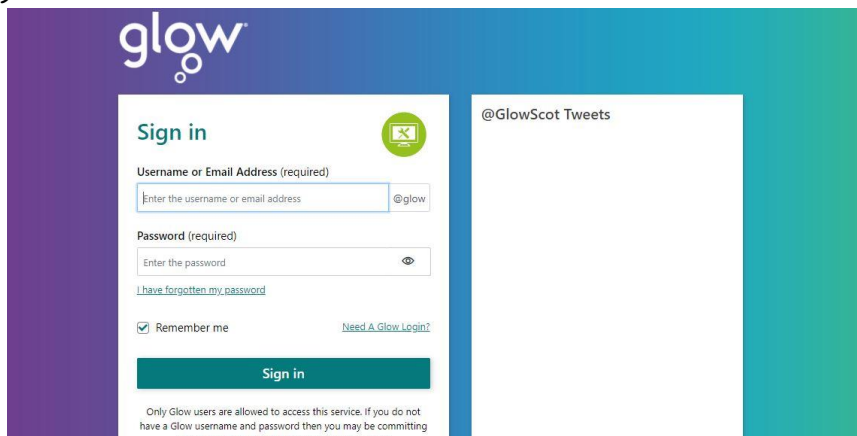 glow
Sign in
Username or Email Address (required)
Enter the username or email address
@glow
Password (required)
Enter the password
I have forgotten my password
Remember me
Need A Glow Login?
Sign in
Only Glow users are allowed to access this service. If you do not
have a Glow username and password then you may be committing
@GlowScot Tweets